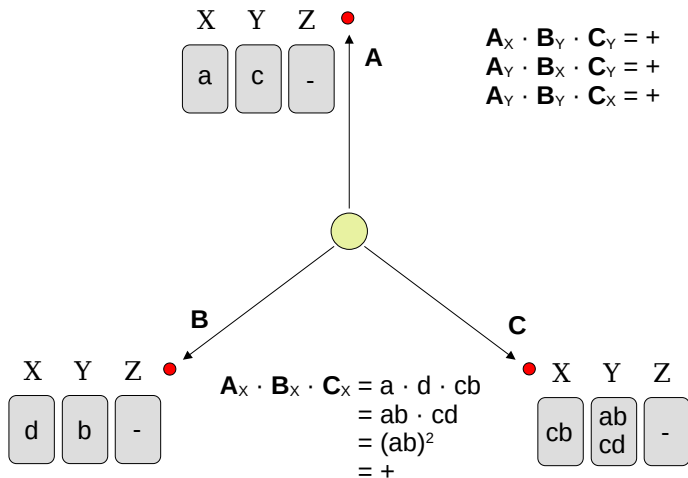 X Y Z
A
a c -
A_X · B_Y · C_Y = +
A_Y · B_X · C_Y = +
A_Y · B_Y · C_X = +
B
C
X Y Z
d b -
A_X · B_X · C_X = a · d · cb
= ab · cd
= (ab)²
= +
X Y Z
cb ab cd -